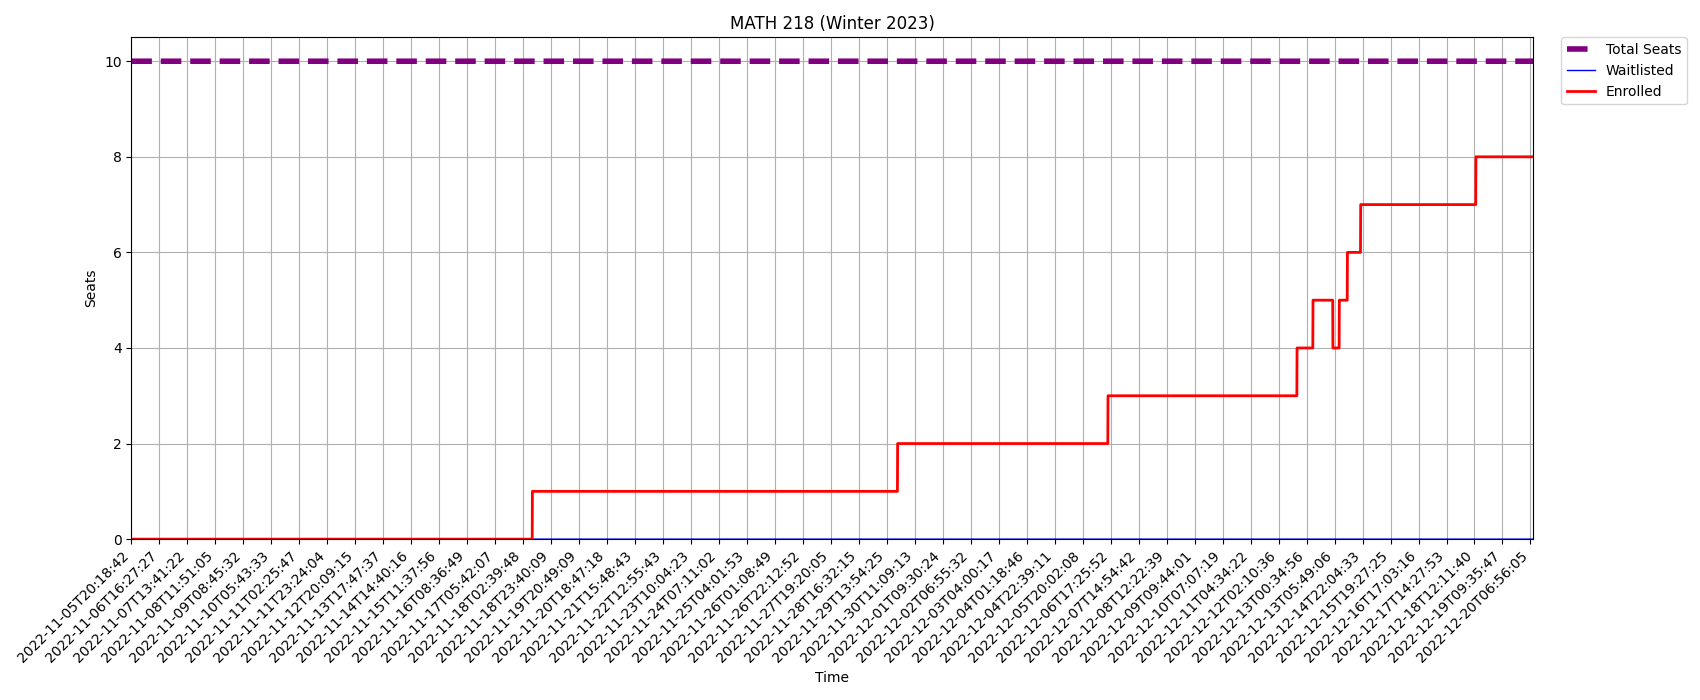 MATH 218 (Winter 2023)
Total Seats
Waitlisted
Enrolled
Seats
10
8
6
4
2
0
2022-11-05T20:18:42
2022-11-06T16:27:27
2022-11-07T13:41:22
2022-11-08T11:51:05
2022-11-09T08:45:32
2022-11-10T05:43:33
2022-11-11T02:25:47
2022-11-11T23:24:04
2022-11-12T20:09:15
2022-11-13T17:47:37
2022-11-14T14:40:16
2022-11-15T11:37:56
2022-11-16T08:36:49
2022-11-17T05:42:07
2022-11-18T02:39:48
2022-11-18T23:40:09
2022-11-19T20:49:09
2022-11-20T18:47:18
2022-11-21T15:48:43
2022-11-22T12:55:43
2022-11-23T10:04:23
2022-11-24T07:11:02
2022-11-25T04:01:53
2022-11-26T01:08:49
2022-11-26T22:12:52
2022-11-27T19:20:05
2022-11-28T16:32:15
2022-11-29T13:54:25
2022-11-30T11:09:13
2022-12-01T09:30:24
2022-12-02T06:55:32
2022-12-03T04:00:17
2022-12-04T01:18:46
2022-12-04T22:39:11
2022-12-05T20:02:08
2022-12-06T17:25:52
2022-12-07T14:54:42
2022-12-08T12:22:39
2022-12-09T09:44:01
2022-12-10T07:07:19
2022-12-11T04:34:22
2022-12-12T02:10:36
2022-12-13T00:34:56
2022-12-13T05:49:06
2022-12-14T22:04:33
2022-12-15T19:27:25
2022-12-16T17:03:16
2022-12-17T14:27:53
2022-12-18T12:11:40
2022-12-19T09:35:47
2022-12-20T06:56:05
Time